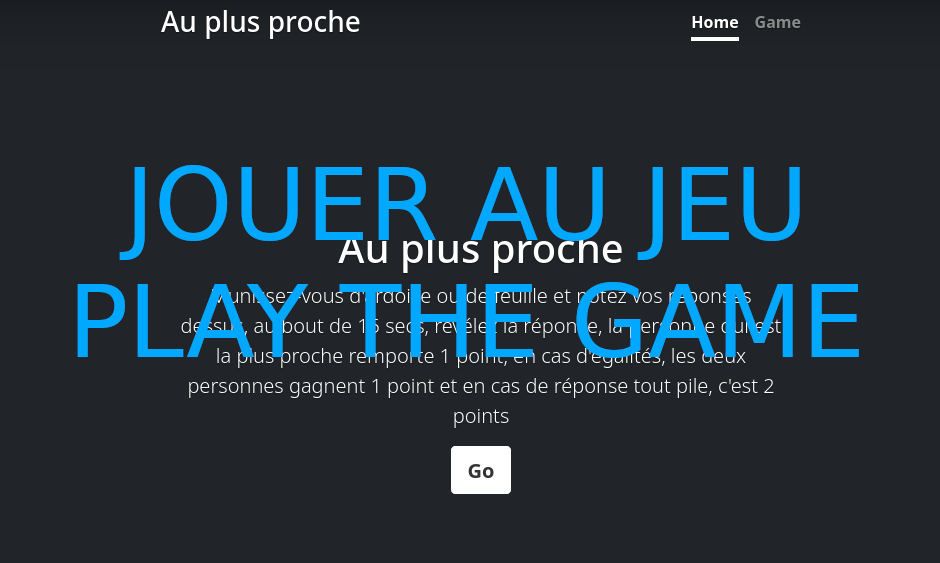 Au plus proche
Home Game
JOUER AU JEU
Au plus proche
PLAY THE GAME
Munissez-vous d'ardoise ou de feuille et notez vos réponses
dessus, au bout de 15 secs, révélez la réponse, la personne qui est
la plus proche remporte 1 point, en cas d'égalités, les deux
personnes gagnent 1 point et en cas de réponse tout pile, c'est 2
points
Go